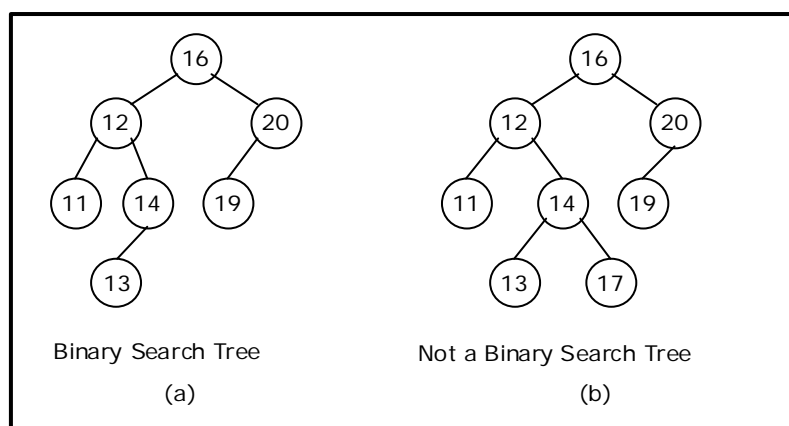 16 16
12 20 12 20
11 14 19 11 14 19
13 13 17
Binary Search Tree Not a Binary Search Tree
(a) (b)